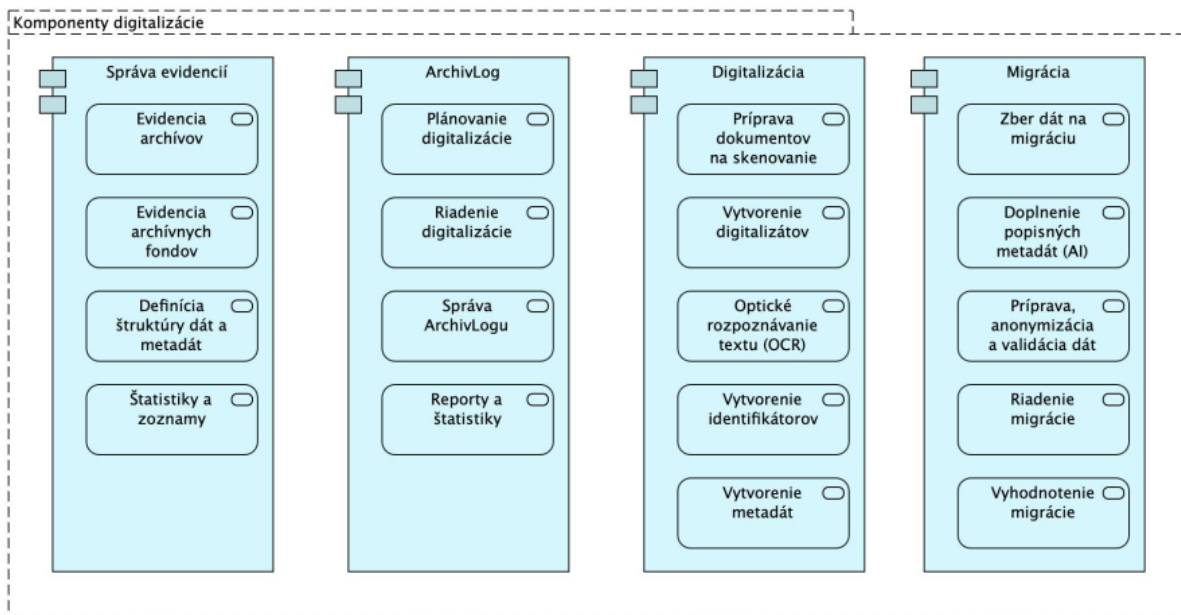 Komponenty digitalizácie
Správa evidencií
Evidencia
archívov
Evidencia
archívnych
fondov
Definícia
štruktúry dát a
metadát
Štatistiky a
zoznamy
ArchivLog
Plánovanie
digitalizácie
Riadenie
digitalizácie
Správa
ArchivLogu
Reporty a
štatistiky
Digitalizácia
Príprava
dokumentov
na skenovanie
Vytvorenie
digitalizátov
Optické
rozpoznávanie
textu (OCR)
Vytvorenie
identifikátorov
Vytvorenie
metadát
Migrácia
Zber dát na
migráciu
Doplnenie
popisných
metadát (AI)
Príprava,
anonymizácia
a validácia dát
Riadenie
migrácie
Vyhodnotenie
migrácie